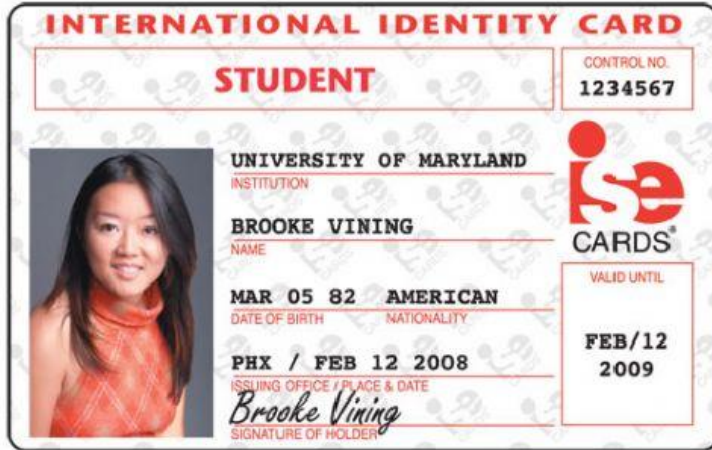 INTERNATIONAL IDENTITY CARD
STUDENT
CONTROL NO.
1234567
UNIVERSITY OF MARYLAND
INSTITUTION
BROOKE VINING
NAME
MAR 05 82 AMERICAN
DATE OF BIRTH NATIONALITY
PHX / FEB 12 2008
ISSUING OFFICE / PLACE & DATE
Brooke Vining
SIGNATURE OF HOLDER
ise
CARDS®
VALID UNTIL
FEB/12
2009